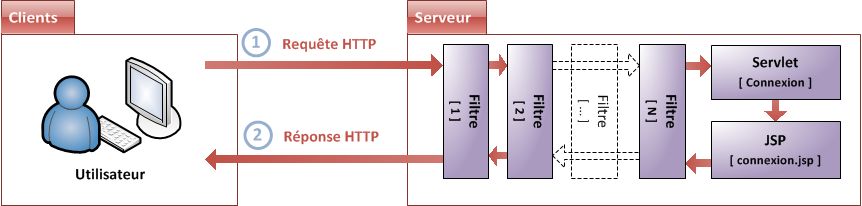 Clients
Serveur
1
Requête HTTP
2
Réponse HTTP
Utilisateur
Filtre
[ 1 ]
Filtre
[ 2 ]
Filtre
[ ... ]
Filtre
[ N ]
Servlet
[ Connexion ]
JSP
[ connexion.jsp ]